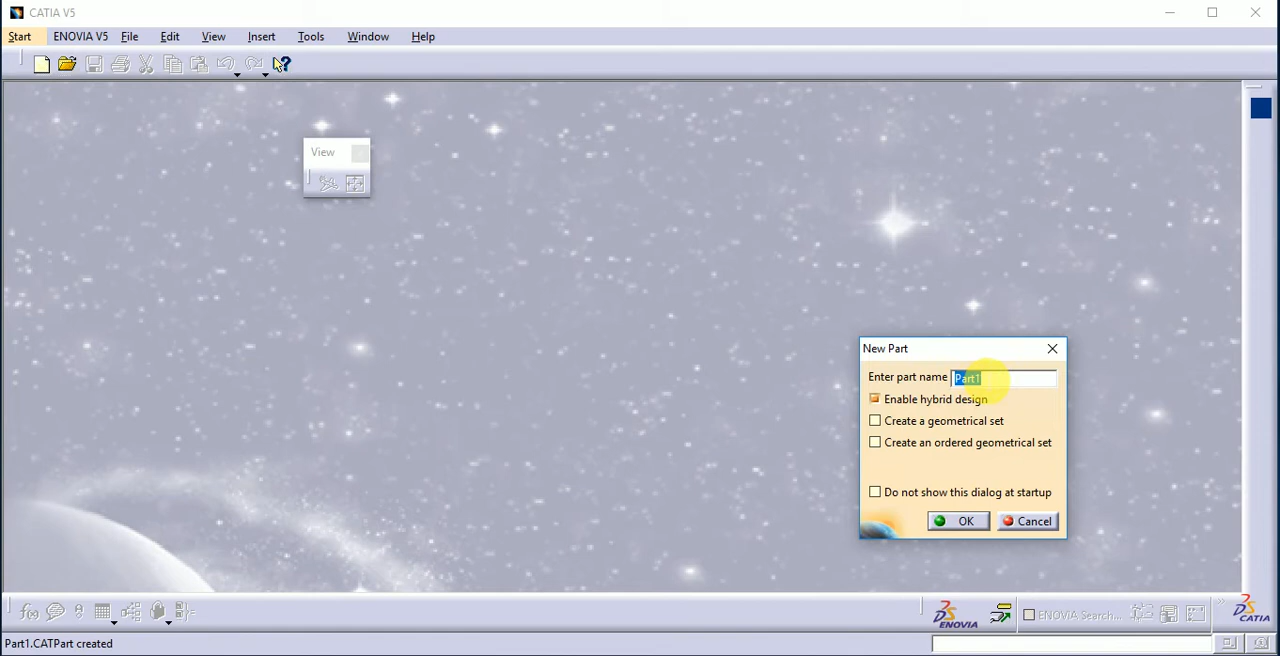 CATIA V5
Start ENOVIA V5 File Edit View Insert Tools Window Help
View
New Part
Enter part name Part1
Enable hybrid design
Create a geometrical set
Create an ordered geometrical set
Do not show this dialog at startup
OK Cancel
f(x)
ENOVIA
ENOVIA Search...
CATIA
Part1.CATPart created